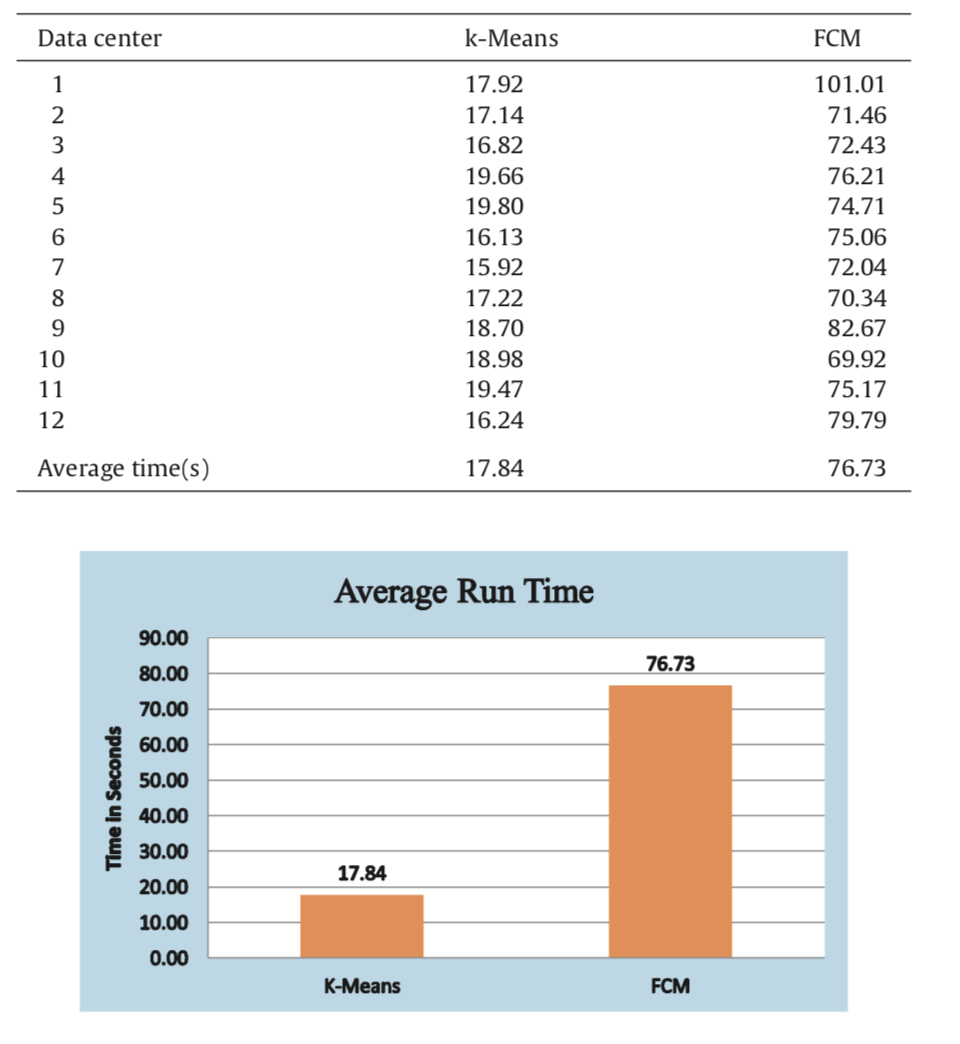 Data center k-Means FCM
1 17.92 101.01
2 17.14 71.46
3 16.82 72.43
4 19.66 76.21
5 19.80 74.71
6 16.13 75.06
7 15.92 72.04
8 17.22 70.34
9 18.70 82.67
10 18.98 69.92
11 19.47 75.17
12 16.24 79.79
Average time(s) 17.84 76.73
Average Run Time
Time in Seconds
90.00
80.00
70.00
60.00
50.00
40.00
30.00
20.00
10.00
0.00
76.73
17.84
K-Means FCM